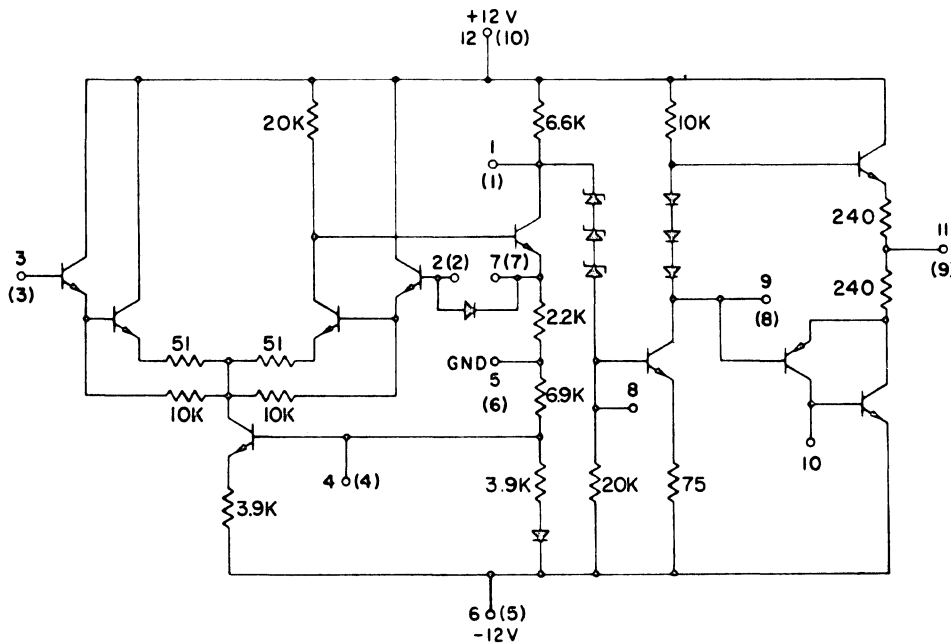 +12 V
12 (10)
20K
6.6K
10K
1
(1)
3
(3)
2(2)
7(7)
240
11
(9)
240
9
(8)
51
51
2.2K
GND
5
(6)
10K
10K
6.9K
8
4 (4)
10
3.9K
3.9K
20K
75
6 (5)
-12V